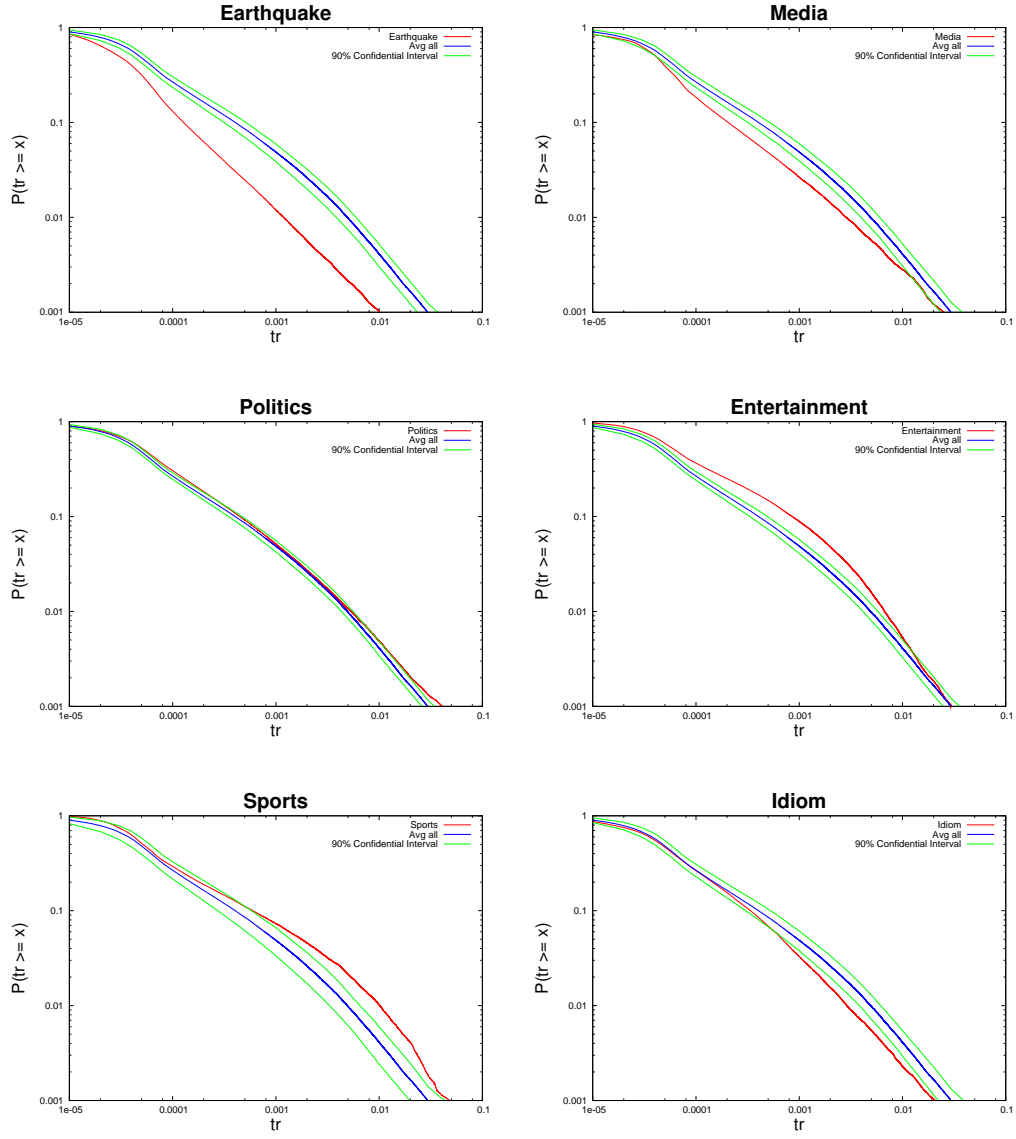 Earthquake
Earthquake
Avg all
90% Confidential Interval
P(tr >= x)
1
0.1
0.01
0.001
1e-05
0.0001
0.001
0.01
0.1
tr
Media
Media
Avg all
90% Confidential Interval
P(tr >= x)
1
0.1
0.01
0.001
1e-05
0.0001
0.001
0.01
0.1
tr
Politics
Politics
Avg all
90% Confidential Interval
P(tr >= x)
1
0.1
0.01
0.001
1e-05
0.0001
0.001
0.01
0.1
tr
Entertainment
Entertainment
Avg all
90% Confidential Interval
P(tr >= x)
1
0.1
0.01
0.001
1e-05
0.0001
0.001
0.01
0.1
tr
Sports
Sports
Avg all
90% Confidential Interval
P(tr >= x)
1
0.1
0.01
0.001
1e-05
0.0001
0.001
0.01
0.1
tr
Idiom
Idiom
Avg all
90% Confidential Interval
P(tr >= x)
1
0.1
0.01
0.001
1e-05
0.0001
0.001
0.01
0.1
tr